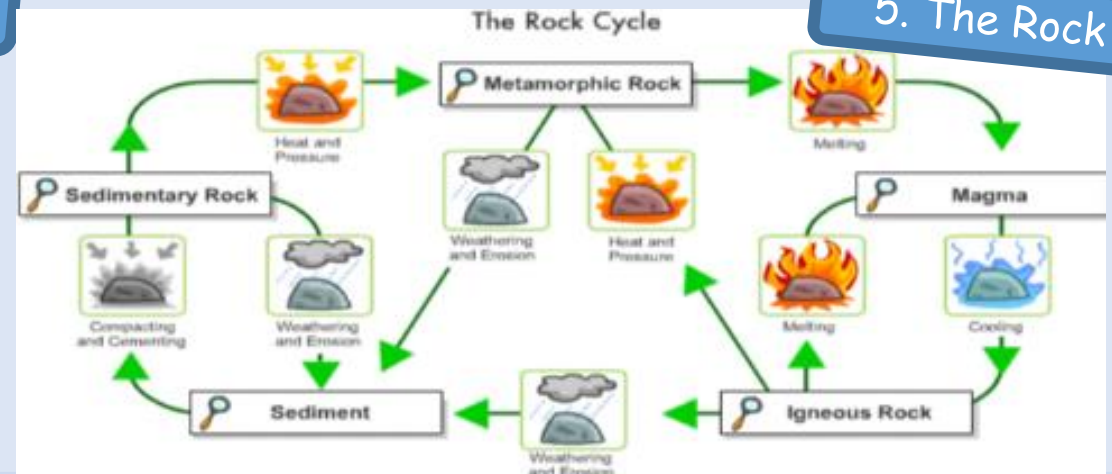 The Rock Cycle
5. The Rock
Metamorphic Rock
Heat and
Pressure
Melting
Sedimentary Rock
Magma
Weathering
and Erosion
Heat and
Pressure
Compacting
and Cementing
Weathering
and Erosion
Melting
Cooling
Sediment
Igneous Rock
Weathering
and Erosion